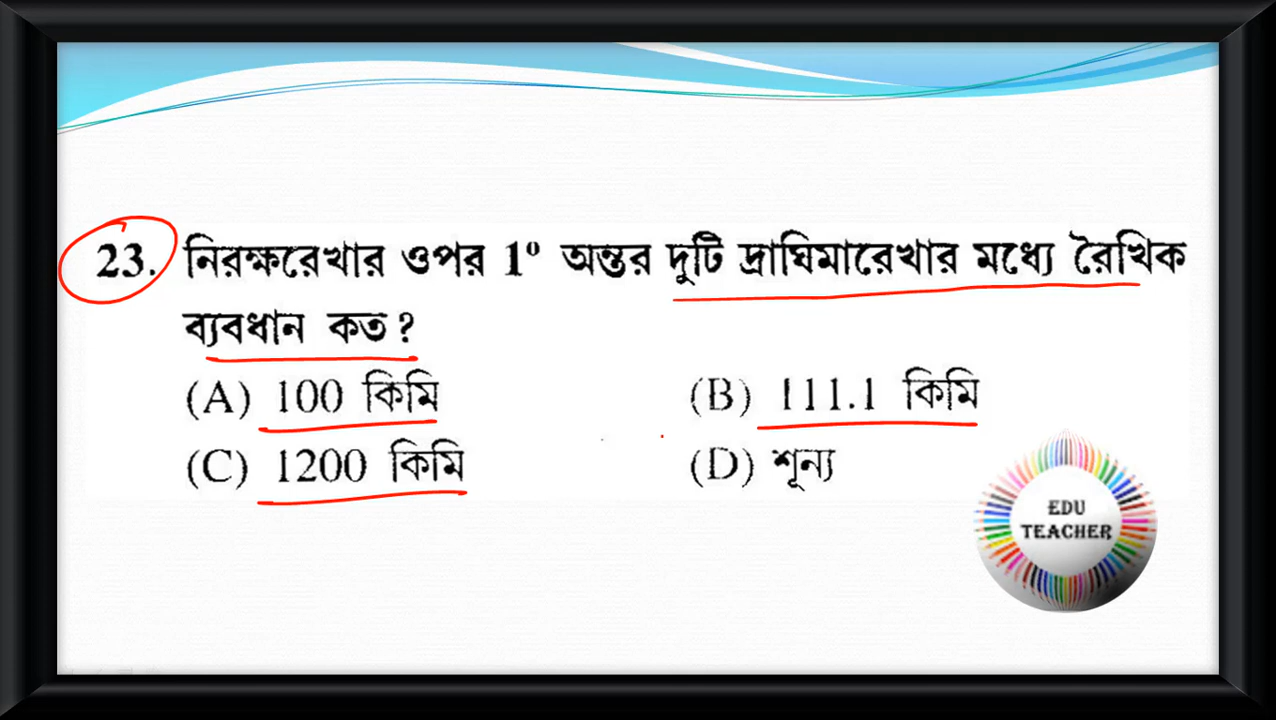 23. নিরক্ষরেখার ওপর 1° অন্তর দুটি দ্রাঘিমারেখার মধ্যে রৈখিক
ব্যবধান কত?
(A) 100 কিমি (B) 111.1 কিমি
(C) 1200 কিমি (D) শূন্য
EDU
TEACHER